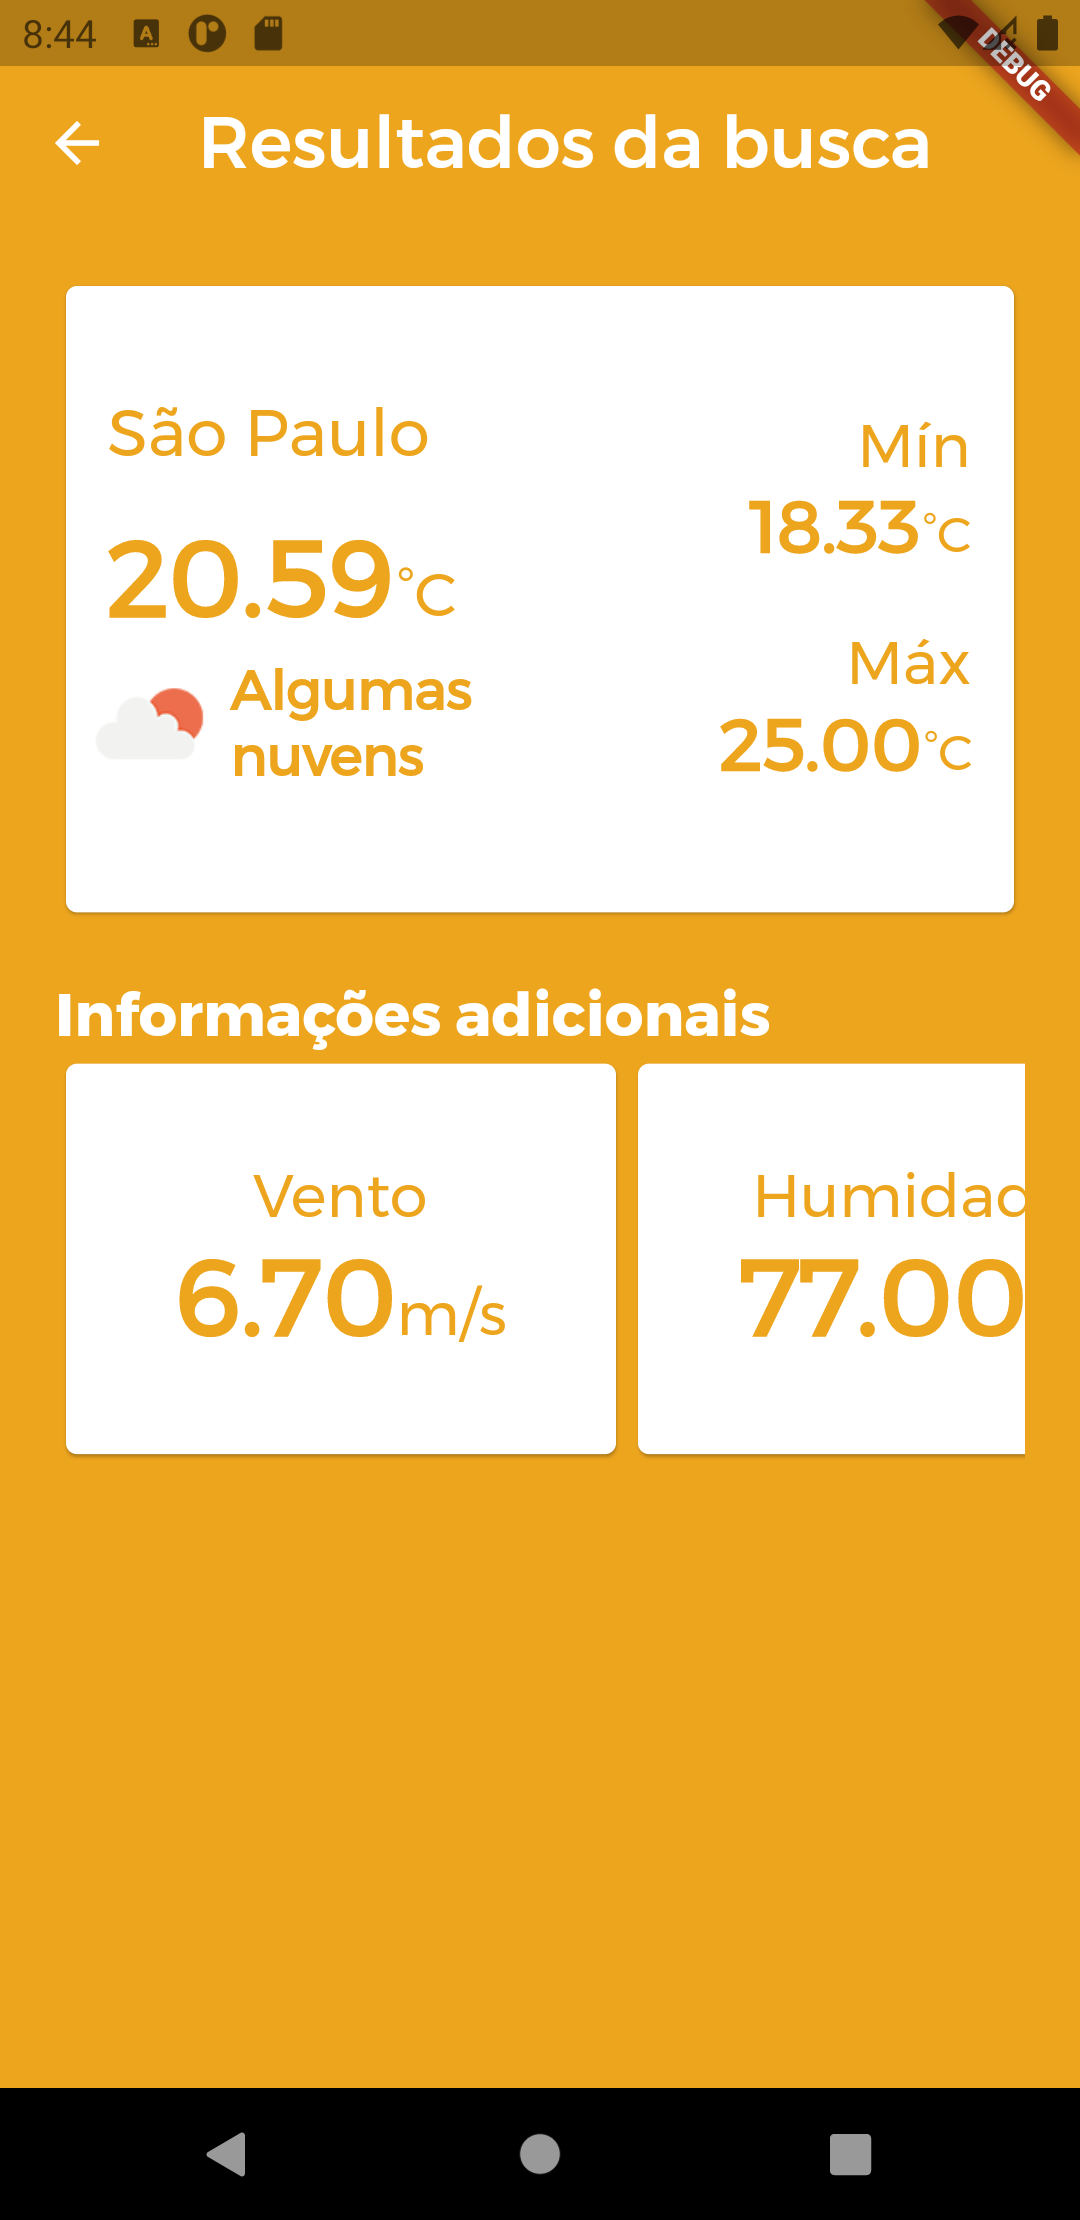 8:44
DEBUG
Resultados da busca
São Paulo
20.59°C
Algumas
nuvens
Mín
18.33°C
Máx
25.00°C
Informações adicionais
Vento
6.70m/s
Humidad
77.00